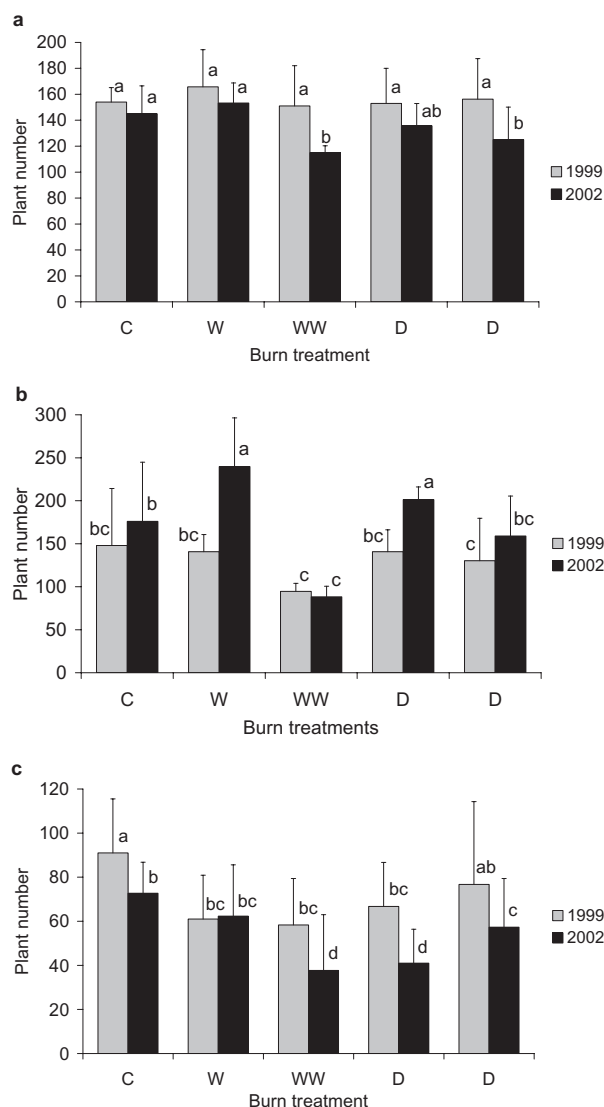 a
200
180
160
140
120
100
80
60
40
20
0
Plant number
a a a a a b a ab a b
C W WW D D
Burn treatment
1999
2002
b
300
250
200
150
100
50
0
Plant number
bc b bc a c c bc a c bc
C W WW D D
Burn treatments
1999
2002
c
120
100
80
60
40
20
0
Plant number
a b bc bc bc d bc d ab c
C W WW D D
Burn treatment
1999
2002